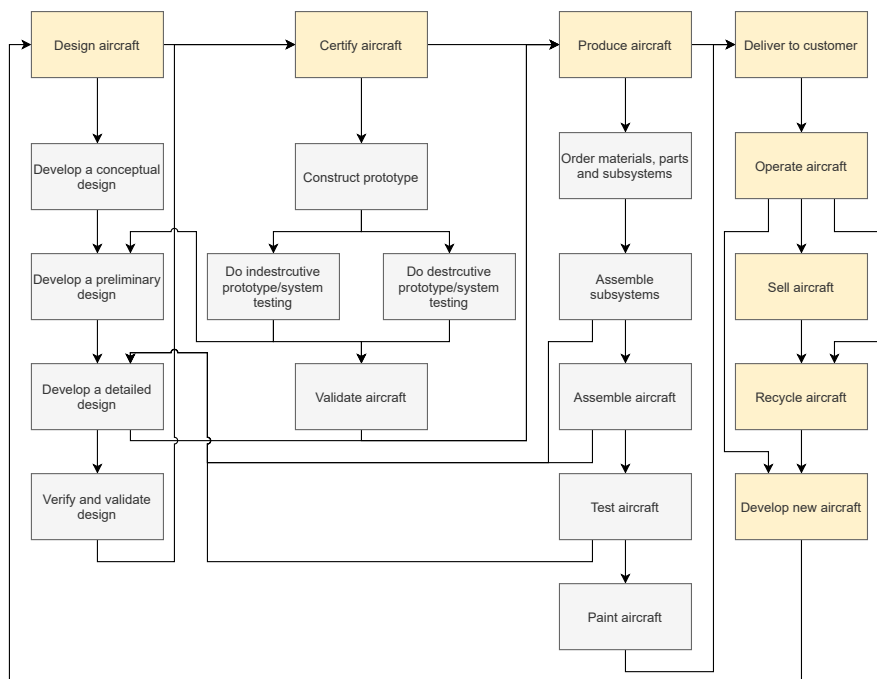 Design aircraft
Certify aircraft
Produce aircraft
Deliver to customer
Develop a conceptual
design
Construct prototype
Order materials, parts
and subsystems
Operate aircraft
Develop a preliminary
design
Do indestrcutive
prototype/system
testing
Do destrcutive
prototype/system
testing
Assemble
subsystems
Sell aircraft
Develop a detailed
design
Validate aircraft
Assemble aircraft
Recycle aircraft
Verify and validate
design
Test aircraft
Develop new aircraft
Paint aircraft